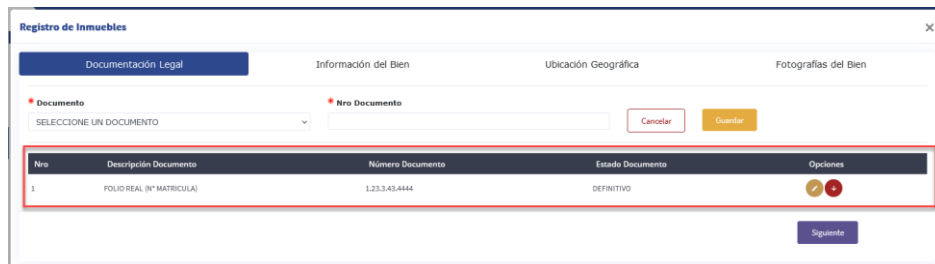 Registro de Inmuebles
×
Documentación Legal Información del Bien Ubicación Geográfica Fotografías del Bien
* Documento * Nro Documento
SELECCIONE UN DOCUMENTO Cancelar Guardar
Nro Descripción Documento Número Documento Estado Documento Opciones
1 FOLIO REAL (N° MATRICULA) 1.23.3.43.4444 DEFINITIVO
Siguiente